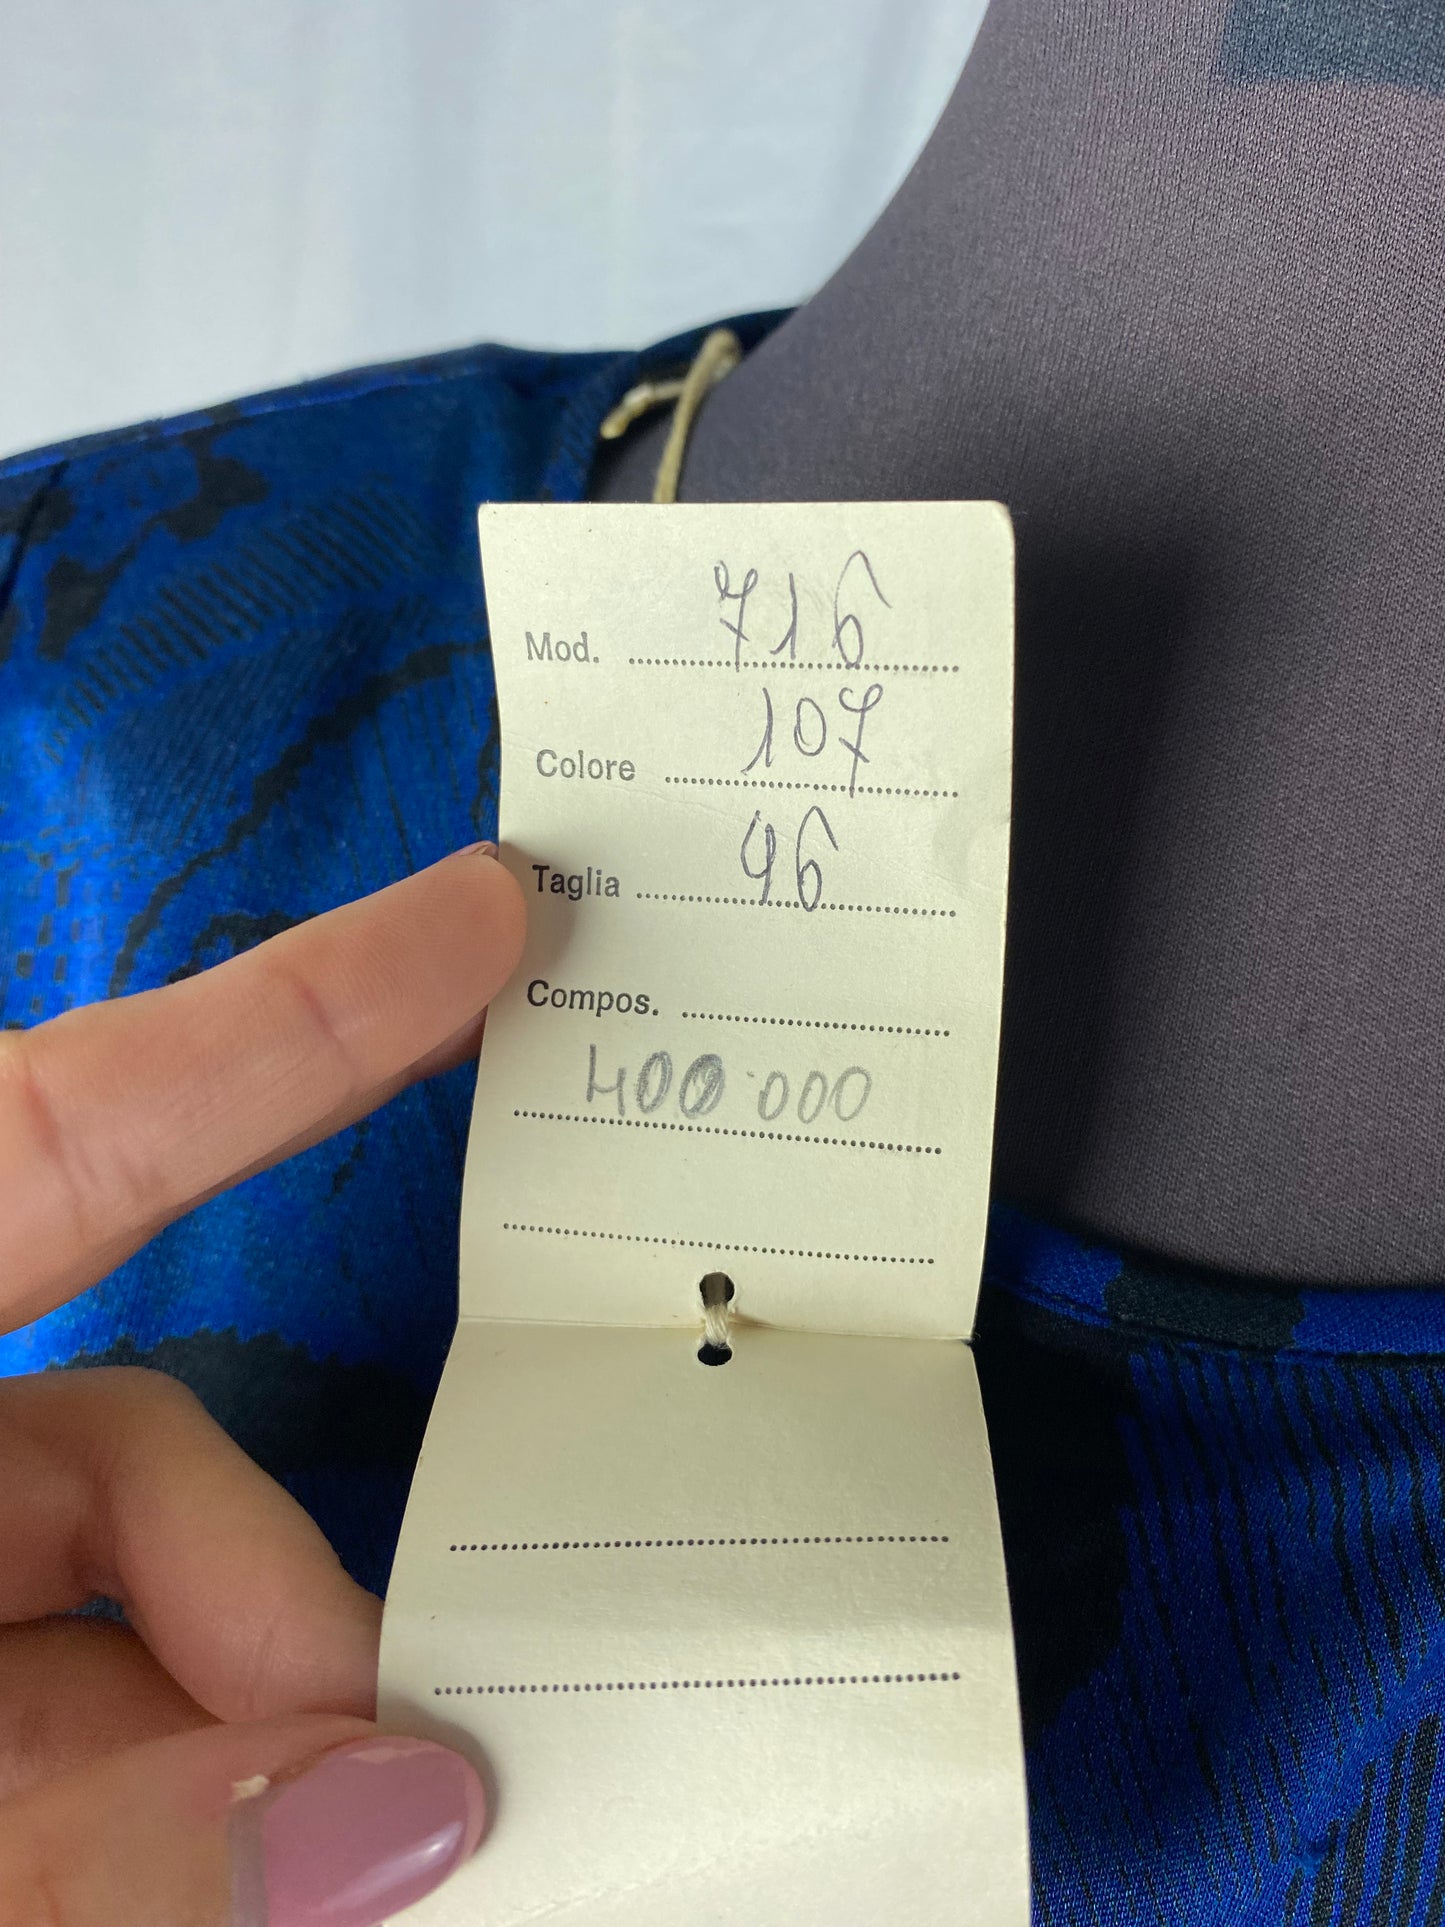 Mod. 716
Colore 107
Taglia 46
Compos.
400.000